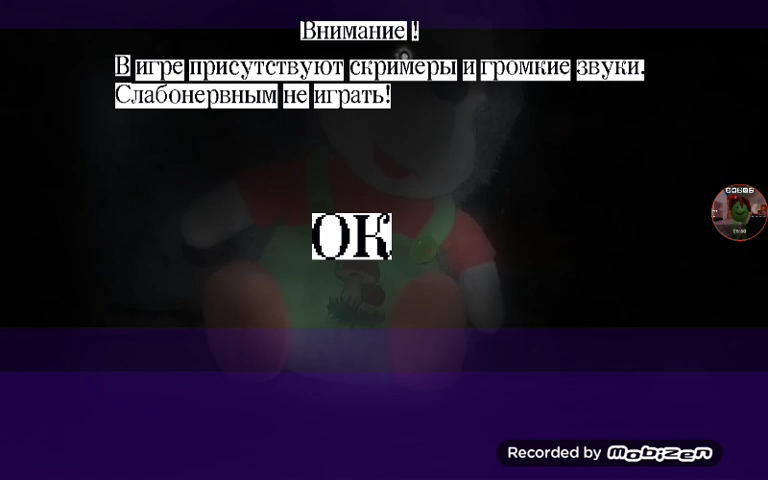 Внимание !
В игре присутствуют скримеры и громкие звуки.
Слабонервным не играть!
ОК
Recorded by mobizen